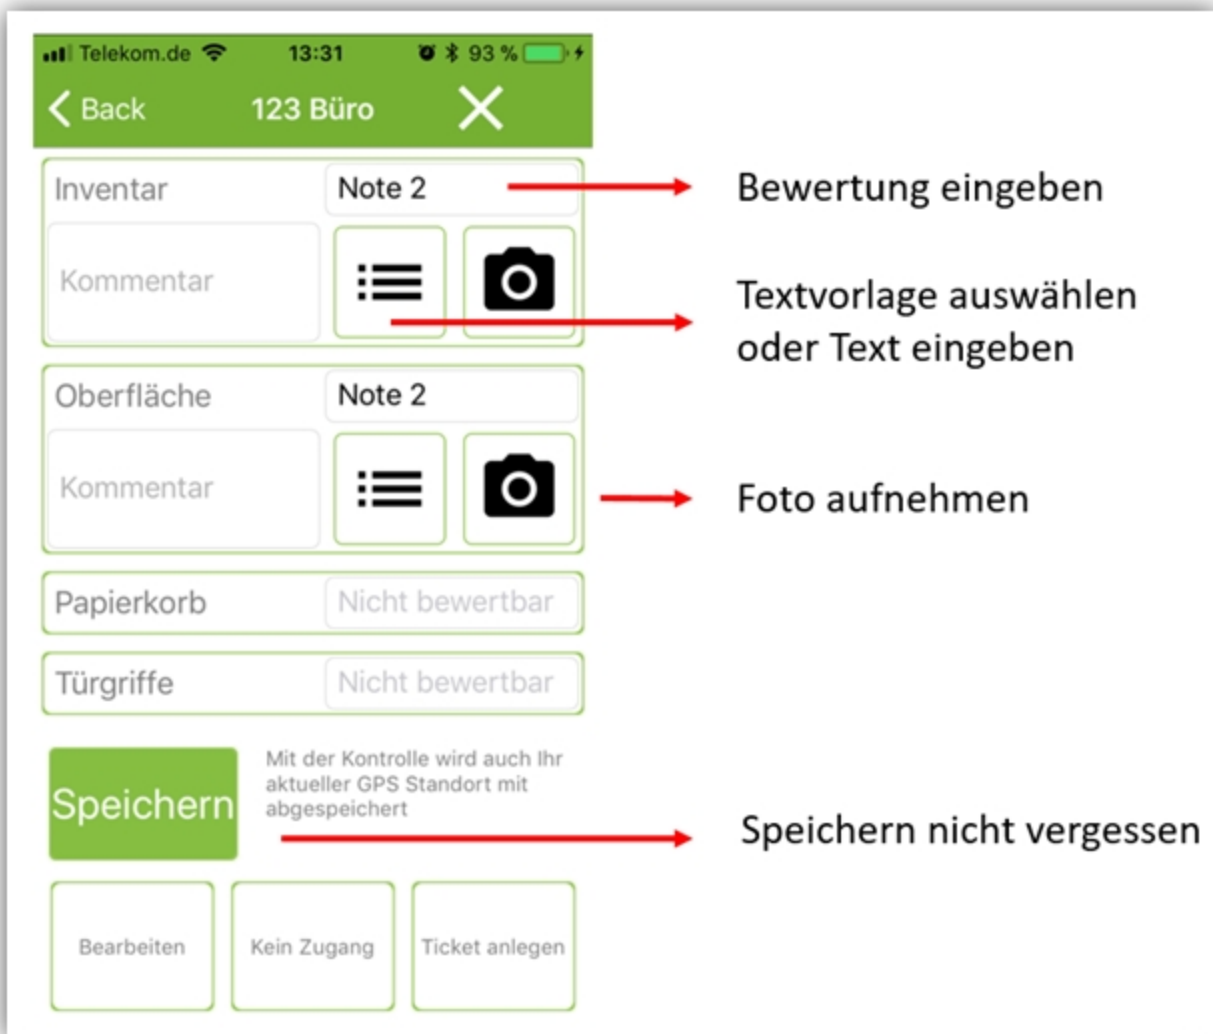 Telekom.de 13:31 93 %
Back 123 Büro
Inventar Note 2
Bewertung eingeben
Kommentar
Textvorlage auswählen
oder Text eingeben
Oberfläche Note 2
Kommentar
Foto aufnehmen
Papierkorb Nicht bewertbar
Türgriffe Nicht bewertbar
Speichern
Mit der Kontrolle wird auch Ihr
aktueller GPS Standort mit
abgespeichert
Speichern nicht vergessen
Bearbeiten Kein Zugang Ticket anlegen